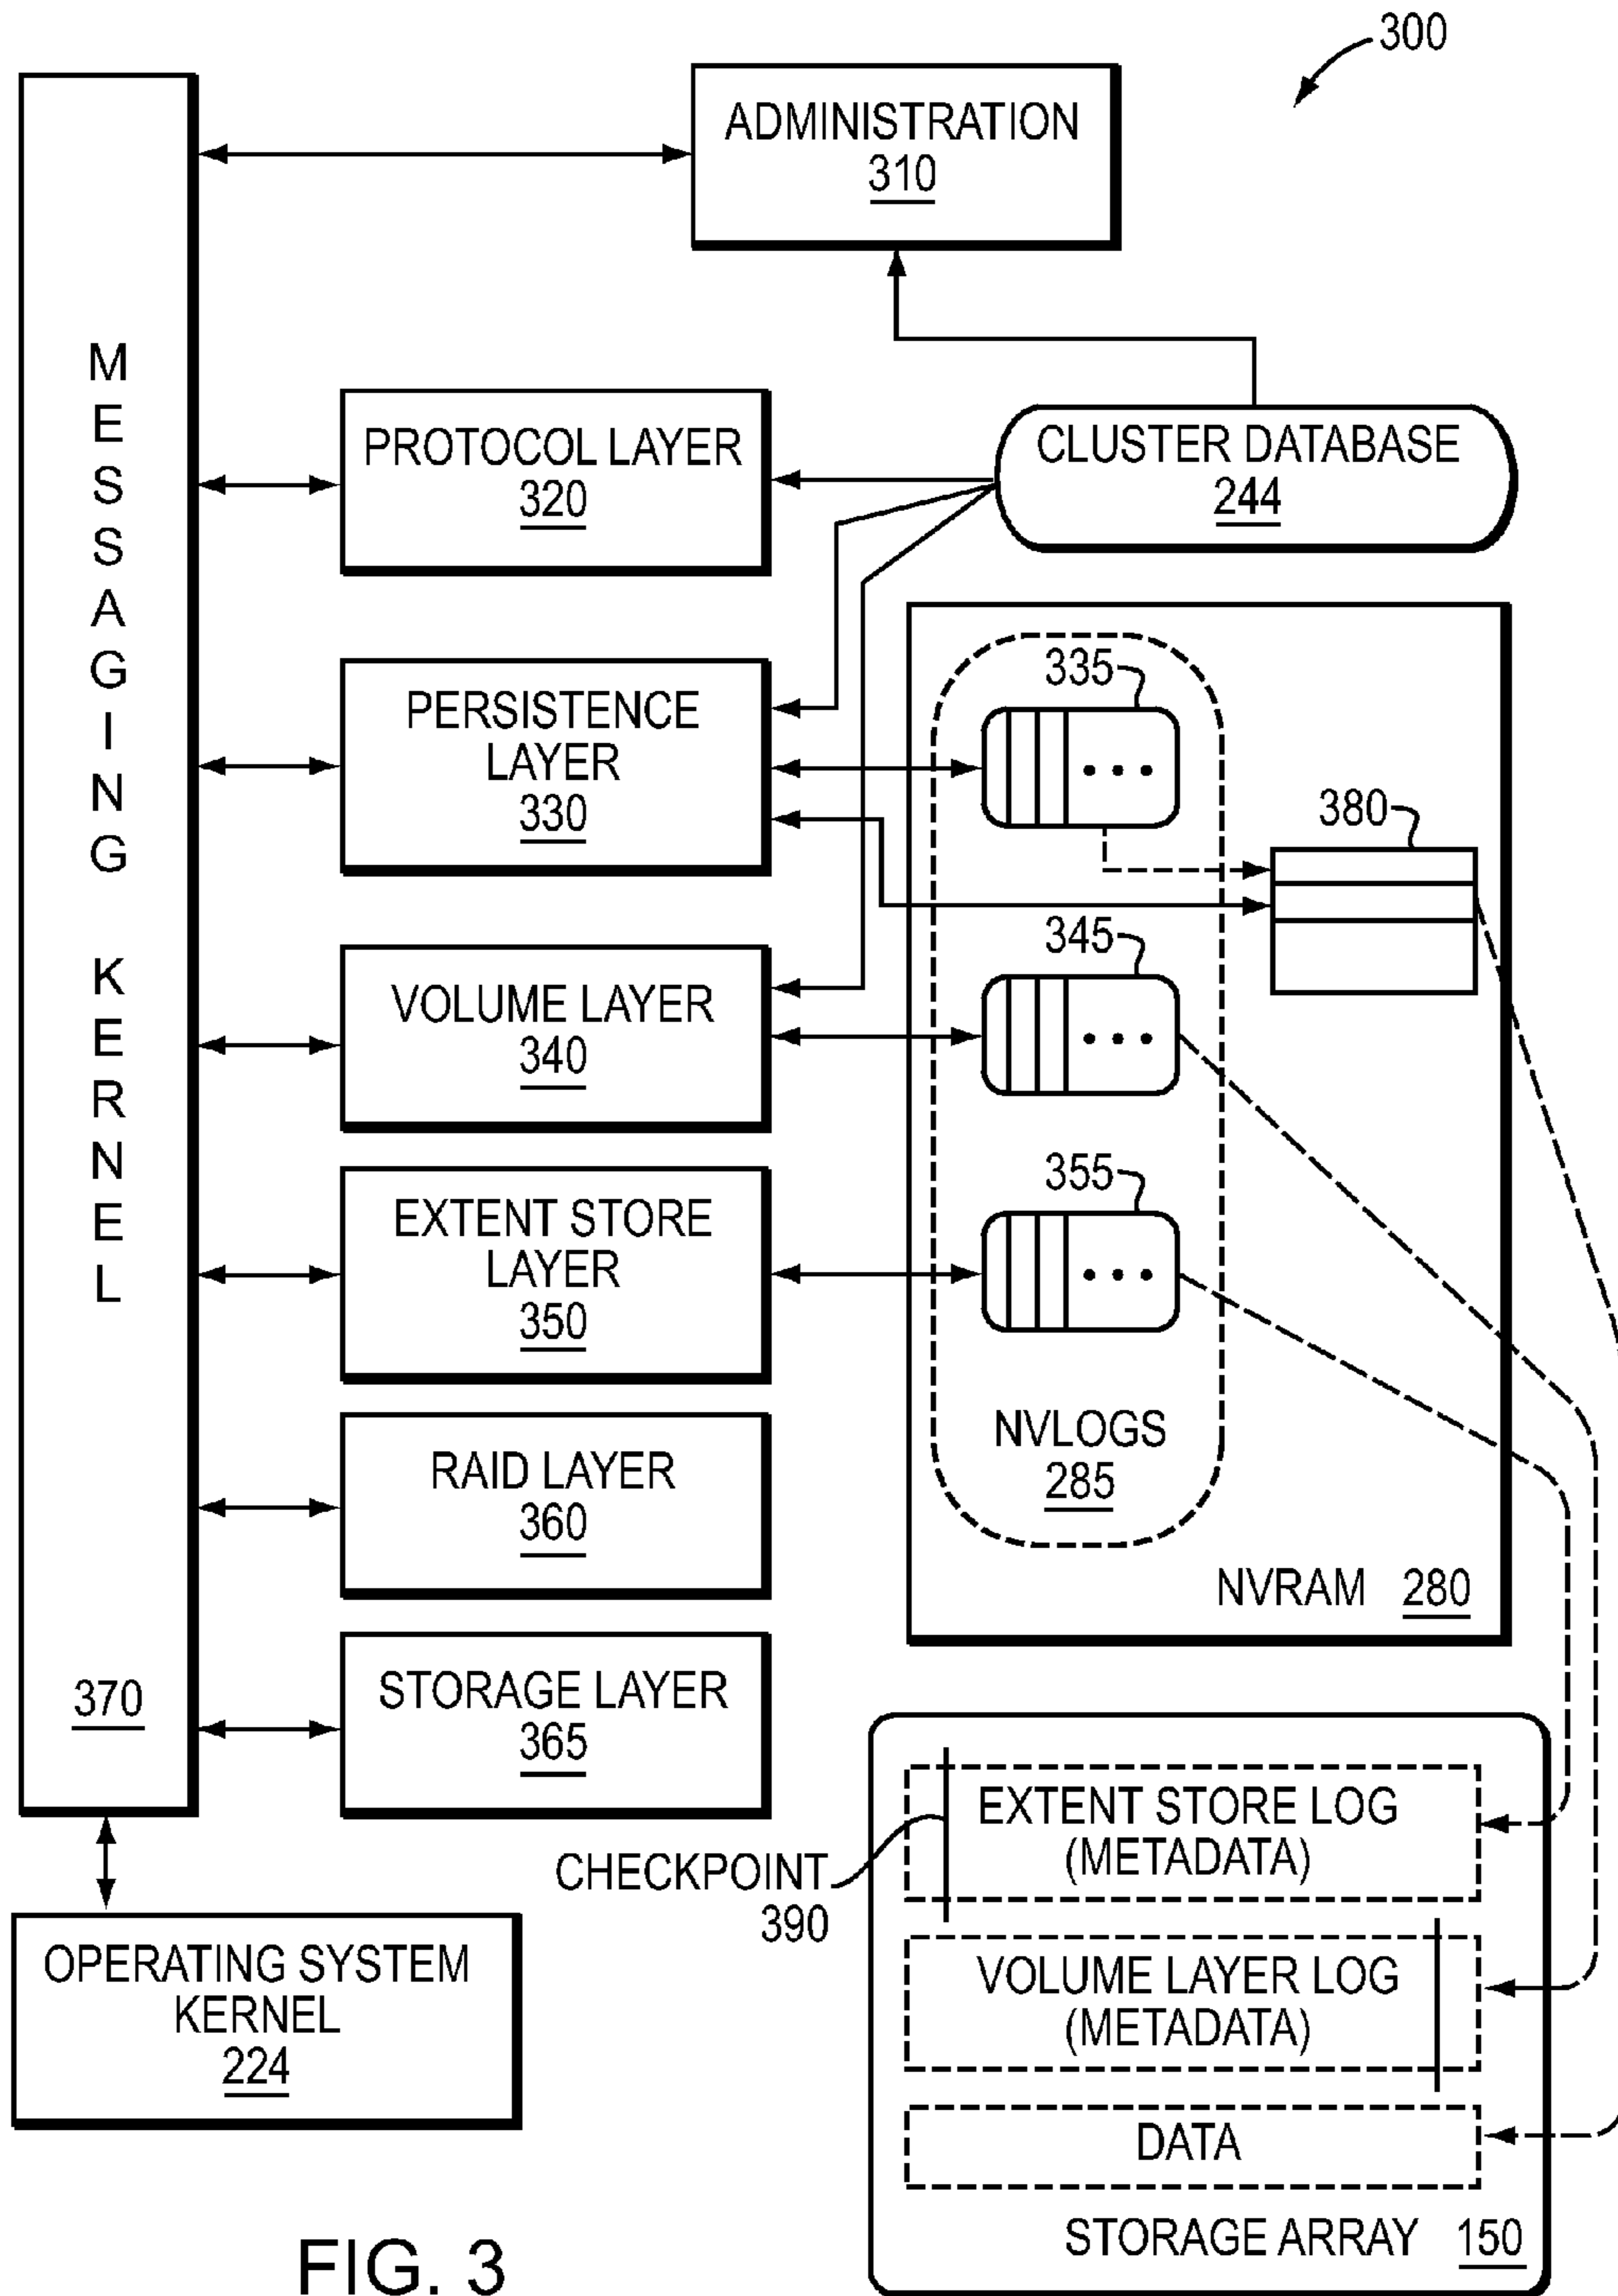 300
ADMINISTRATION
310
MESSAGING KERNEL
370
PROTOCOL LAYER
320
CLUSTER DATABASE
244
PERSISTENCE
LAYER
330
335
380
VOLUME LAYER
340
345
EXTENT STORE
LAYER
350
355
NVLOGS
285
RAID LAYER
360
NVRAM 280
STORAGE LAYER
365
EXTENT STORE LOG
(METADATA)
CHECKPOINT
390
VOLUME LAYER LOG
(METADATA)
DATA
STORAGE ARRAY 150
OPERATING SYSTEM
KERNEL
224
FIG. 3